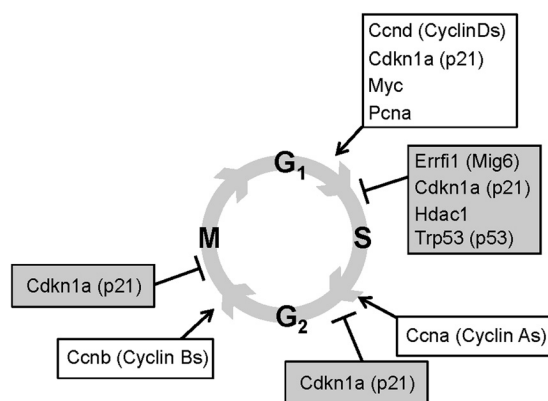 Ccnd (CyclinDs)
Cdkn1a (p21)
Myc
Pcna
G1
Errfi1 (Mig6)
Cdkn1a (p21)
Hdac1
Trp53 (p53)
M
S
Cdkn1a (p21)
G2
Ccnb (Cyclin Bs)
Ccna (Cyclin As)
Cdkn1a (p21)